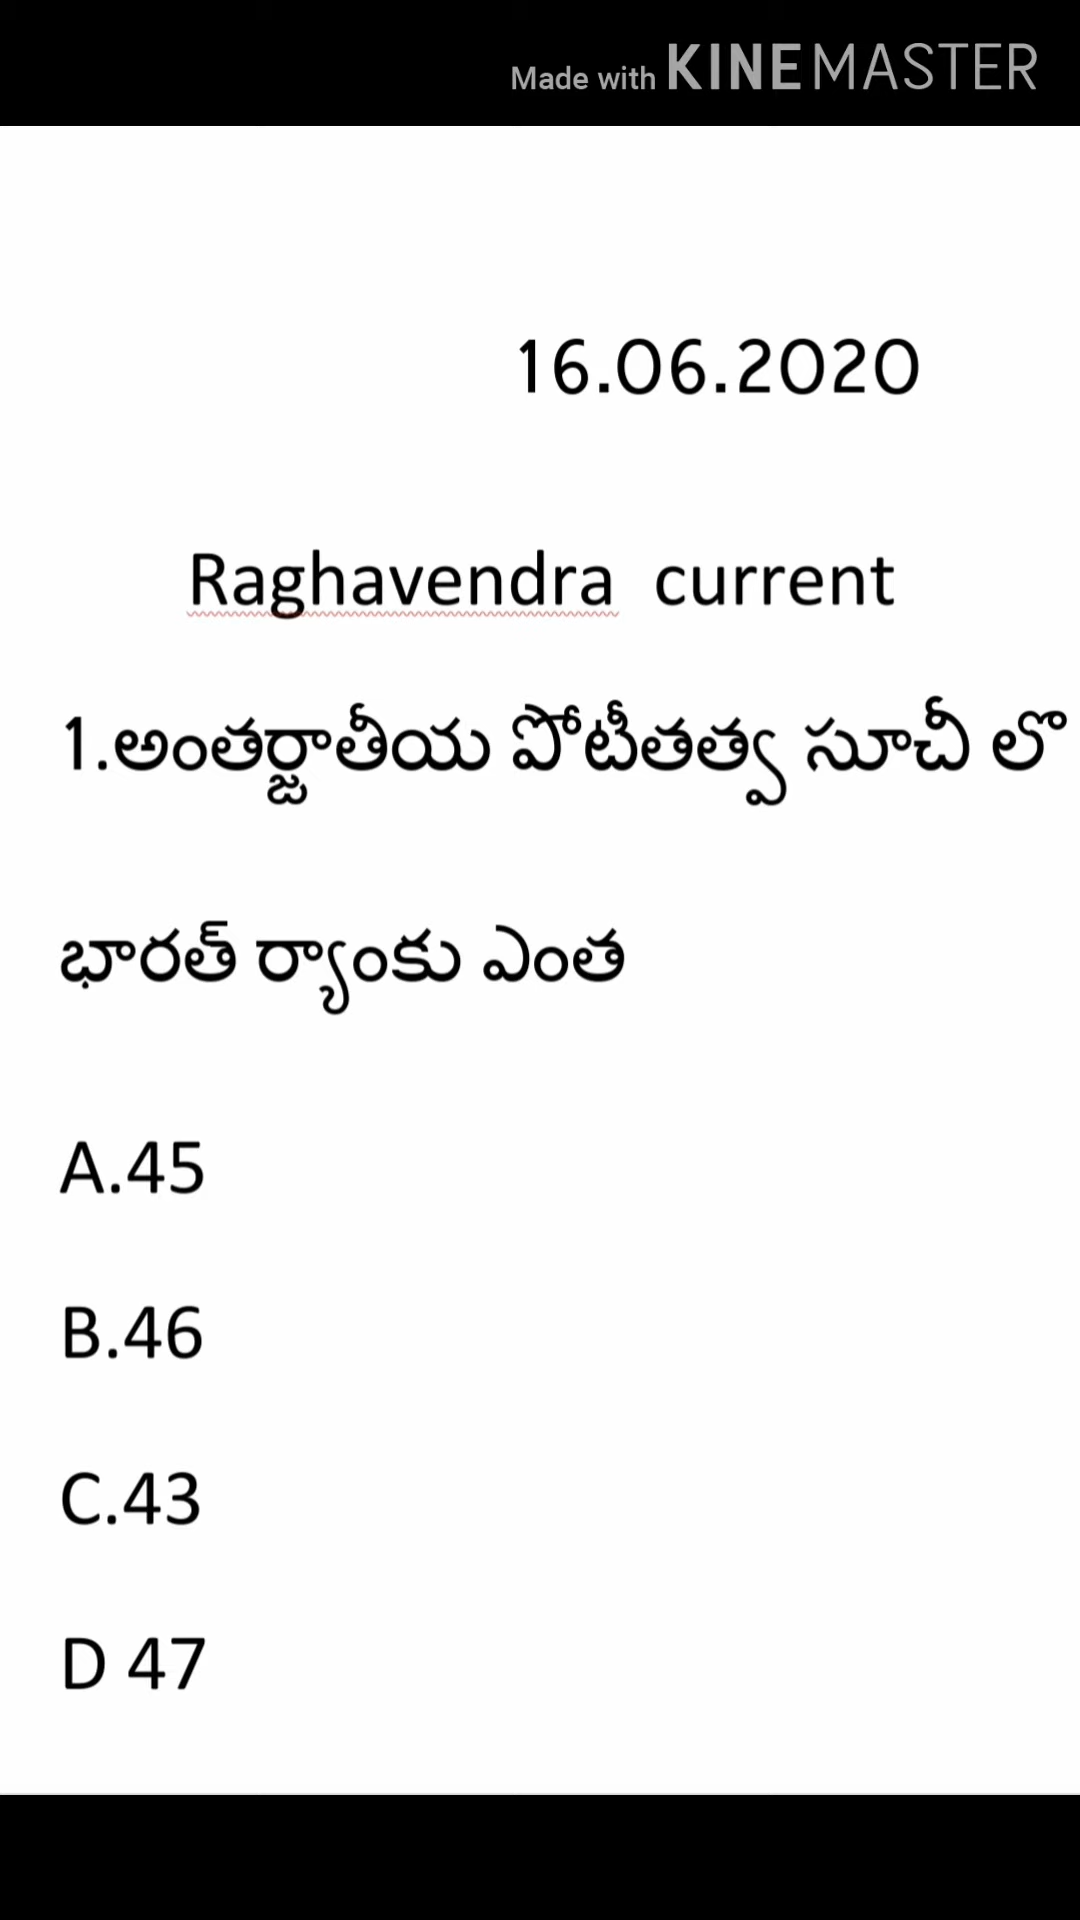 Made with KINEMASTER
16.06.2020
Raghavendra current
1.అంతర్జాతీయ పోటీతత్వ సూచీ లొ
భారత్ ర్యాంకు ఎంత
A.45
B.46
C.43
D 47